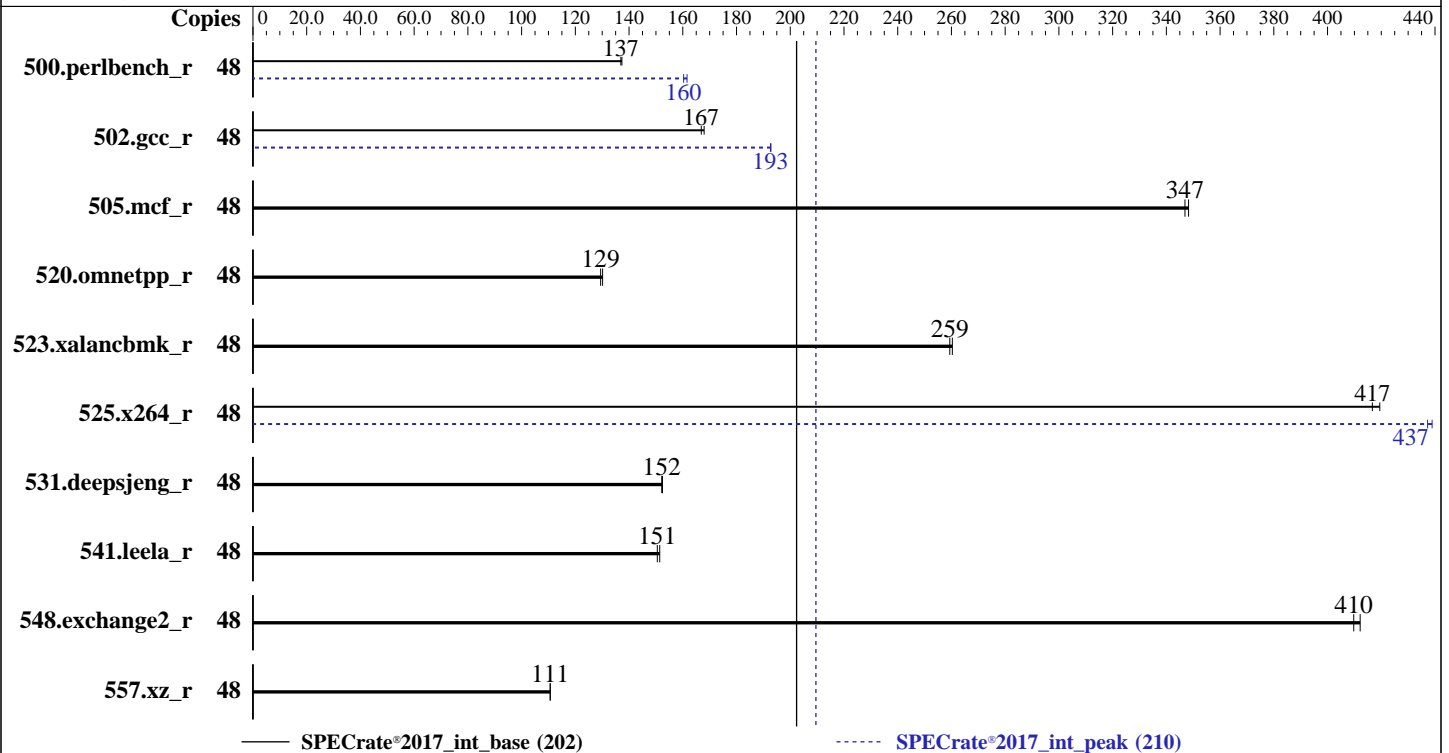 Copies 0 20.0 40.0 60.0 80.0 100 120 140 160 180 200 220 240 260 280 300 320 340 360 380 400 440
137
500.perlbench_r 48
160
167
502.gcc_r 48
193
347
505.mcf_r 48
129
520.omnetpp_r 48
259
523.xalancbmk_r 48
417
525.x264_r 48
437
152
531.deepsjeng_r 48
151
541.leela_r 48
410
548.exchange2_r 48
111
557.xz_r 48
SPECrate®2017_int_base (202) SPECrate®2017_int_peak (210)